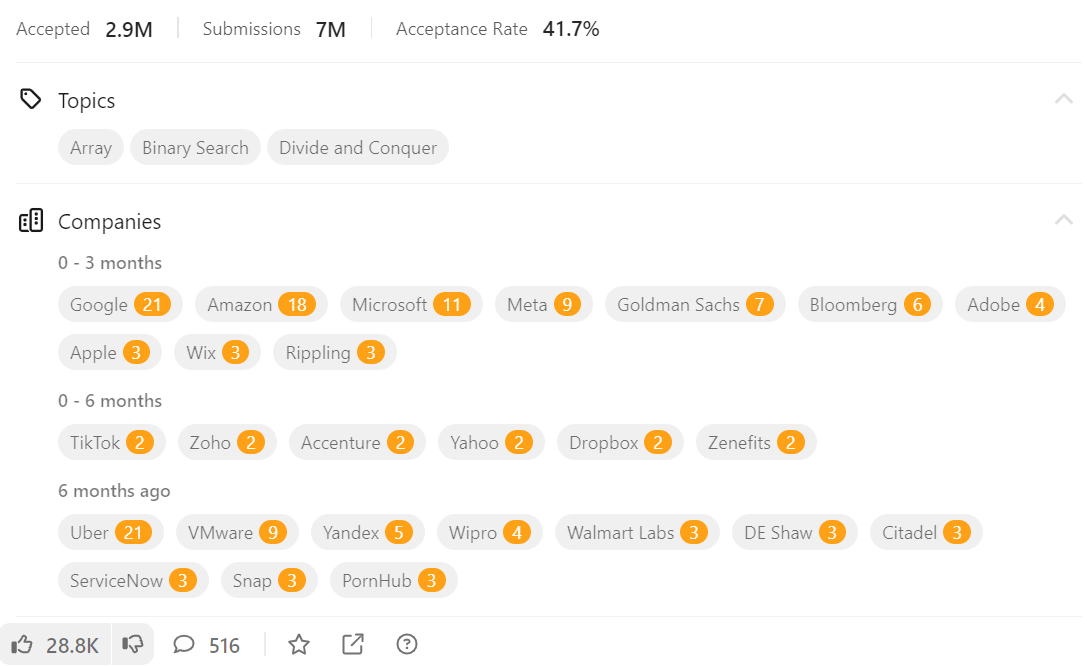 Accepted 2.9M Submissions 7M Acceptance Rate 41.7%
Topics
Array Binary Search Divide and Conquer
Companies
0 - 3 months
Google 21 Amazon 18 Microsoft 11 Meta 9 Goldman Sachs 7 Bloomberg 6 Adobe 4
Apple 3 Wix 3 Rippling 3
0 - 6 months
TikTok 2 Zoho 2 Accenture 2 Yahoo 2 Dropbox 2 Zenefits 2
6 months ago
Uber 21 VMware 9 Yandex 5 Wipro 4 Walmart Labs 3 DE Shaw 3 Citadel 3
ServiceNow 3 Snap 3 PornHub 3
28.8K 516